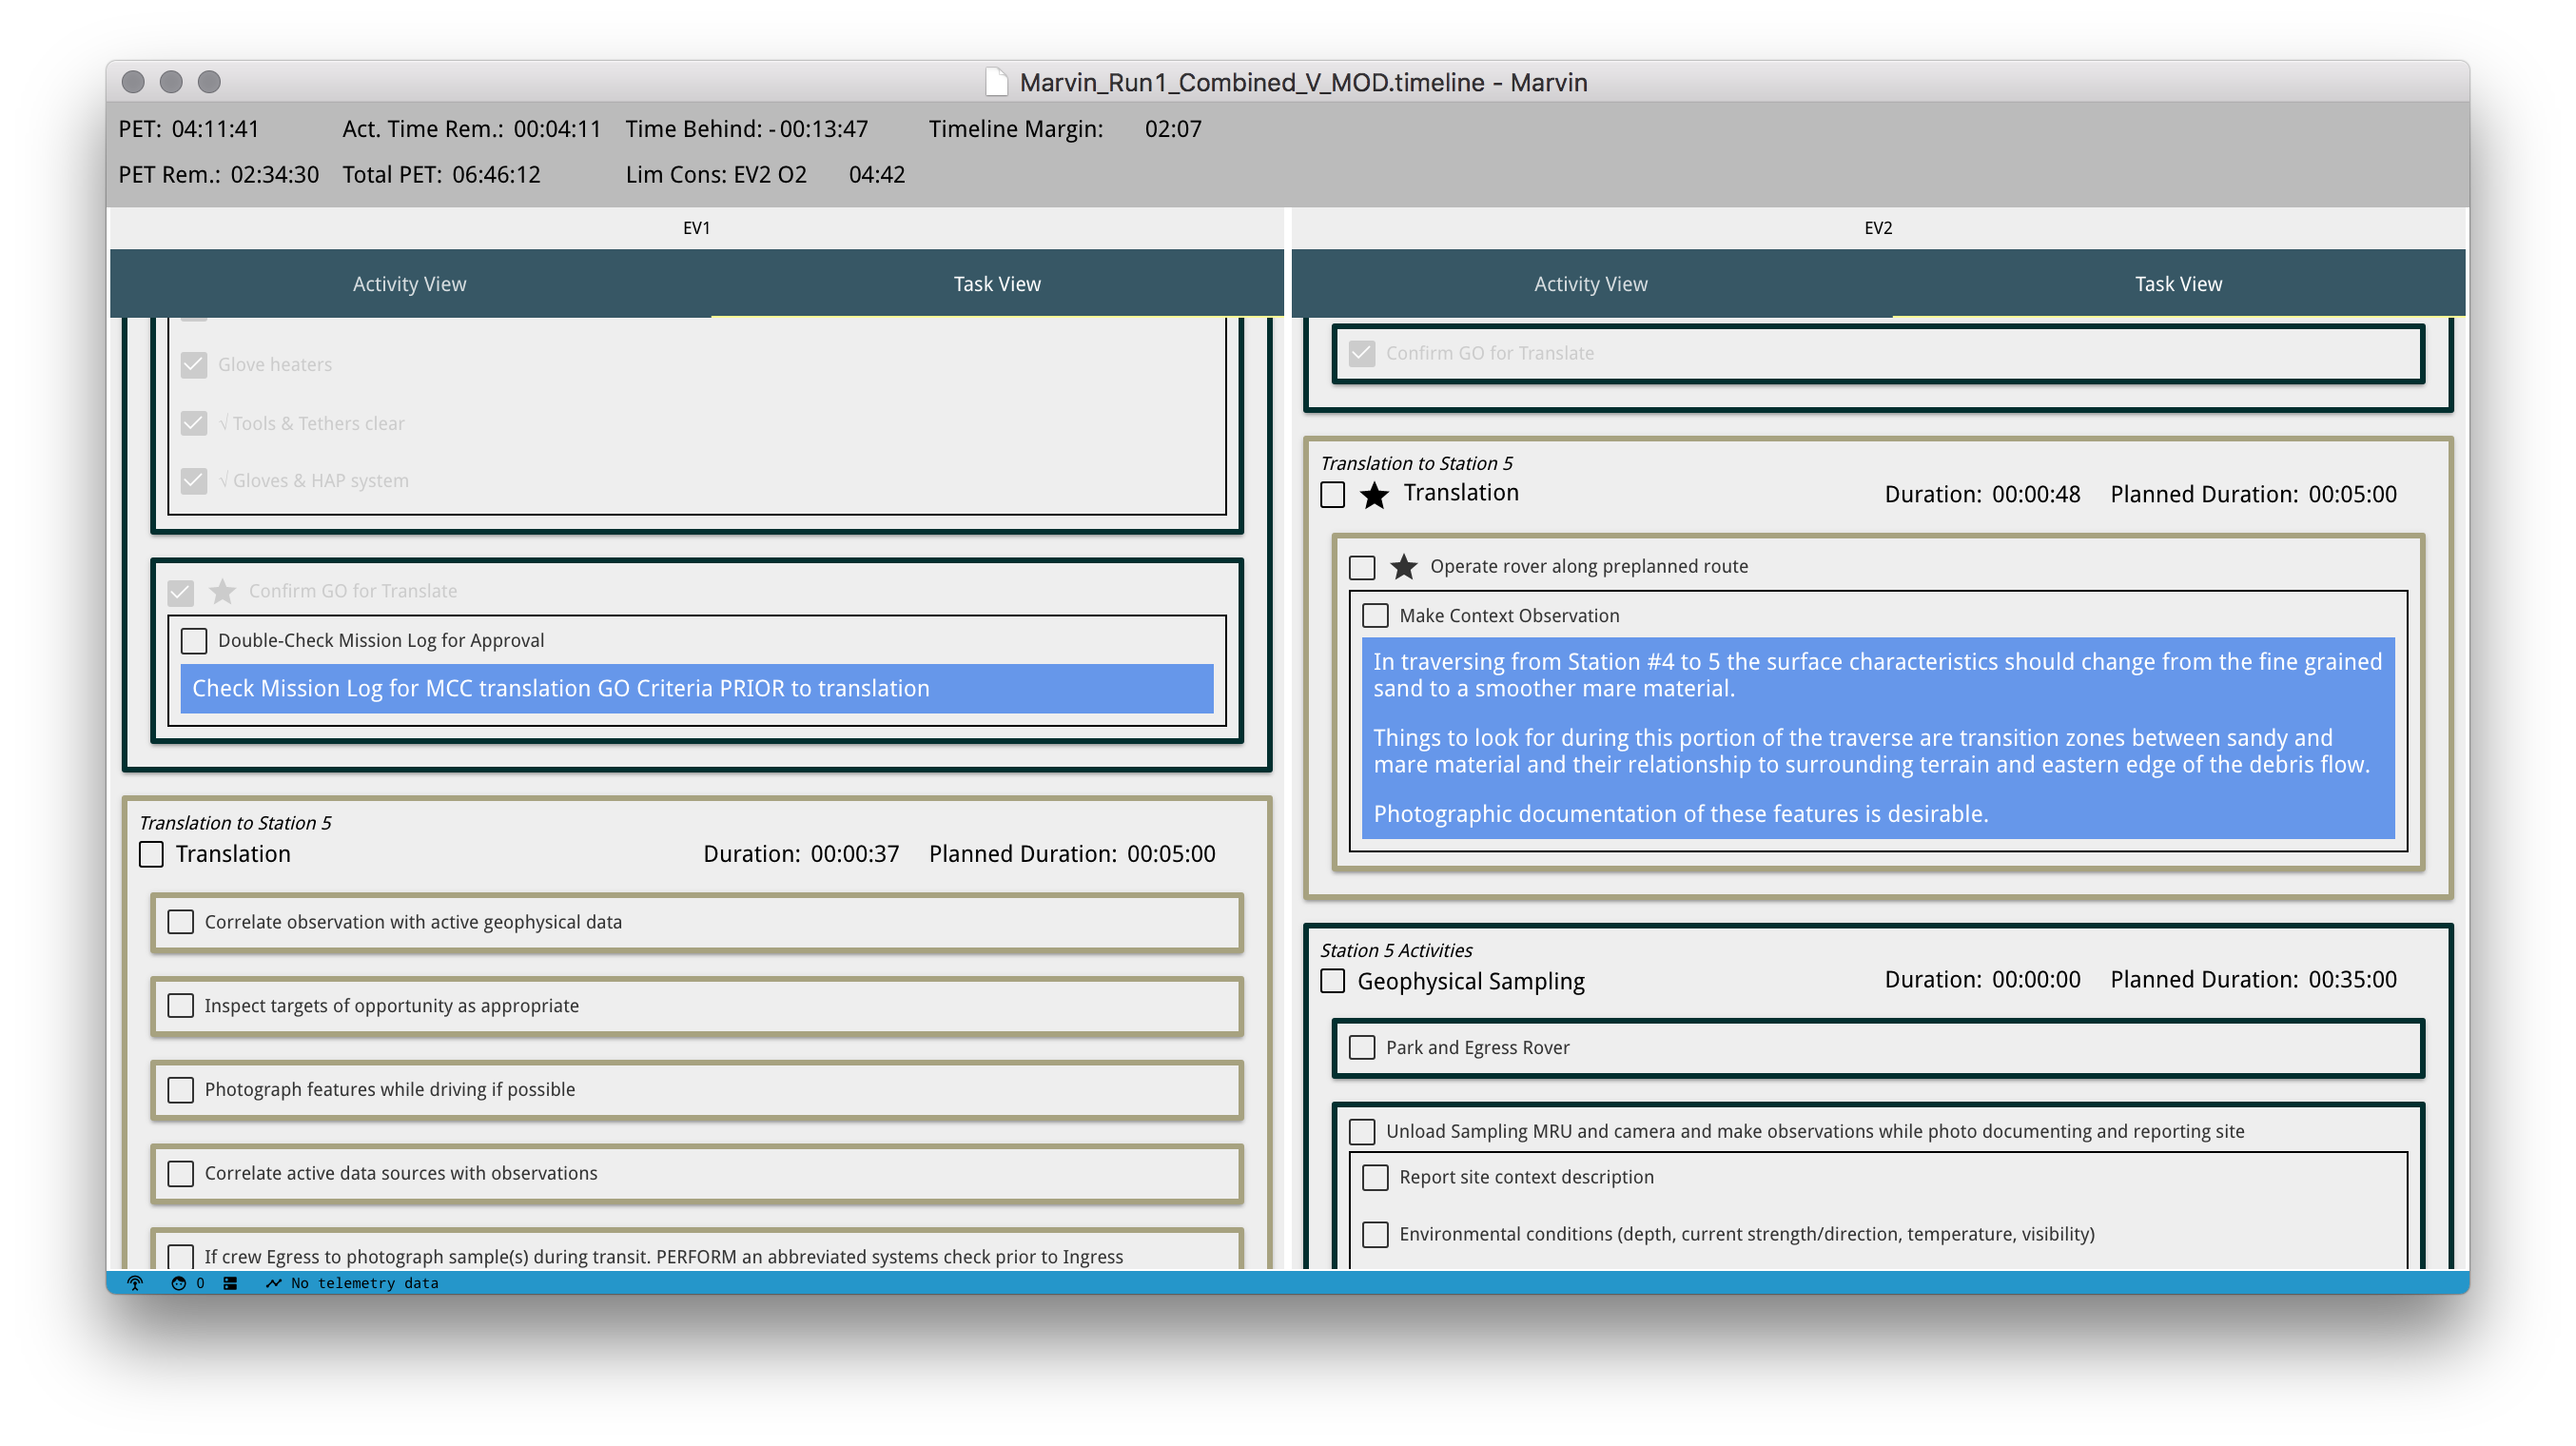 Marvin_Run1_Combined_V_MOD.timeline - Marvin
PET: 04:11:41 Act. Time Rem.: 00:04:11 Time Behind: -00:13:47 Timeline Margin: 02:07
PET Rem.: 02:34:30 Total PET: 06:46:12 Lim Cons: EV2 O2 04:42
EV1
Activity View Task View
Glove heaters
√ Tools & Tethers clear
√ Gloves & HAP system
Confirm GO for Translate
Double-Check Mission Log for Approval
Check Mission Log for MCC translation GO Criteria PRIOR to translation
Translation to Station 5
Translation Duration: 00:00:37 Planned Duration: 00:05:00
Correlate observation with active geophysical data
Inspect targets of opportunity as appropriate
Photograph features while driving if possible
Correlate active data sources with observations
If crew Egress to photograph sample(s) during transit. PERFORM an abbreviated systems check prior to Ingress
EV2
Activity View Task View
Confirm GO for Translate
Translation to Station 5
Translation Duration: 00:00:48 Planned Duration: 00:05:00
Operate rover along preplanned route
Make Context Observation
In traversing from Station #4 to 5 the surface characteristics should change from the fine grained
sand to a smoother mare material.
Things to look for during this portion of the traverse are transition zones between sandy and
mare material and their relationship to surrounding terrain and eastern edge of the debris flow.
Photographic documentation of these features is desirable.
Station 5 Activities
Geophysical Sampling Duration: 00:00:00 Planned Duration: 00:35:00
Park and Egress Rover
Unload Sampling MRU and camera and make observations while photo documenting and reporting site
Report site context description
Environmental conditions (depth, current strength/direction, temperature, visibility)
0 No telemetry data